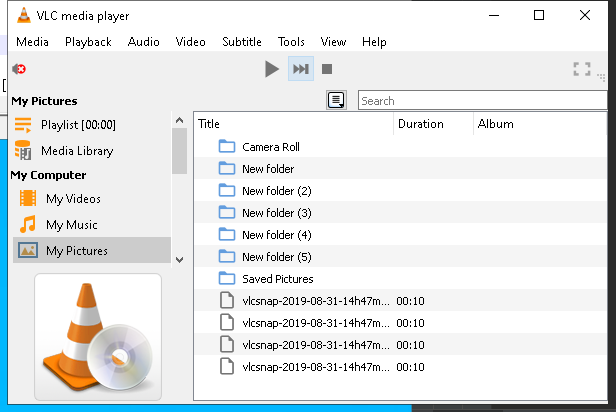 VLC media player
Media Playback Audio Video Subtitle Tools View Help
[
Search
My Pictures
Playlist [00:00]
Media Library
My Computer
My Videos
My Music
My Pictures
Title Duration Album
Camera Roll
New folder
New folder (2)
New folder (3)
New folder (4)
New folder (5)
Saved Pictures
vlcsnap-2019-08-31-14h47m... 00:10
vlcsnap-2019-08-31-14h47m... 00:10
vlcsnap-2019-08-31-14h47m... 00:10
vlcsnap-2019-08-31-14h47m... 00:10